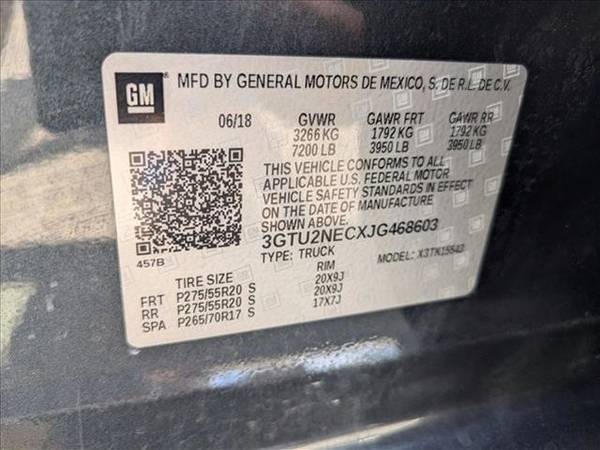 GM
MFD BY GENERAL MOTORS DE MEXICO, S. DE R.L. DE C.V.
06/18 GVWR GAWR FRT GAWR RR
3266 KG 1792 KG 1792 KG
7200 LB 3950 LB 3950 LB
THIS VEHICLE CONFORMS TO ALL
APPLICABLE U.S. FEDERAL MOTOR
VEHICLE SAFETY STANDARDS IN EFFECT
ON THE DATE OF MANUFACTURE
SHOWN ABOVE.
3GTU2NECXJG468603
457B
TYPE: TRUCK MODEL: X3TK15543
TIRE SIZE RIM
FRT P275/55R20 S 20X9J
RR P275/55R20 S 20X9J
SPA P265/70R17 S 17X7J